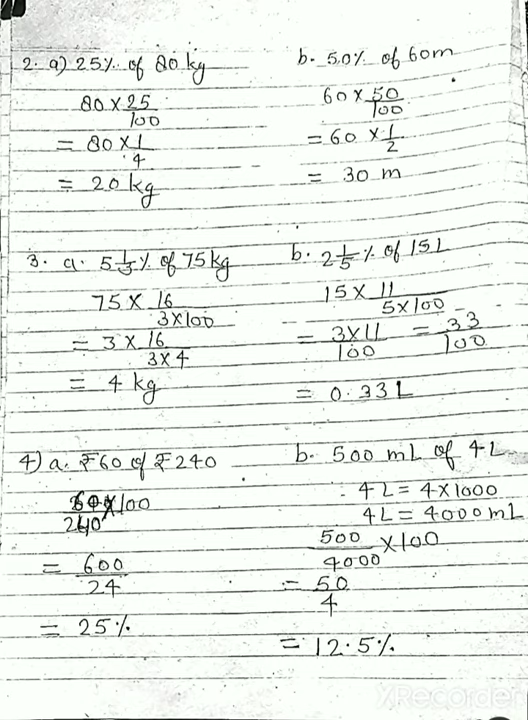 2. a) 25% of 80 kg
80 × 25/100
= 80 × 1/4
= 20 kg
b. 50% of 60m
60 × 50/100
= 60 × 1/2
= 30 m
3. a. 5 1/3 % of 75 kg
75 × 16/3×100
= 3 × 16/3×4
= 4 kg
b. 2 1/5 % of 15 L
15 × 11/5×100
= 3×11/100 = 33/100
= 0.33 L
4) a. ₹60 of ₹240
60/240 ×100
= 600/24
= 25%
b. 500 mL of 4L
4L = 4×1000
4L = 4000 mL
500/4000 ×100
= 50/4
= 12.5%
XRecorder